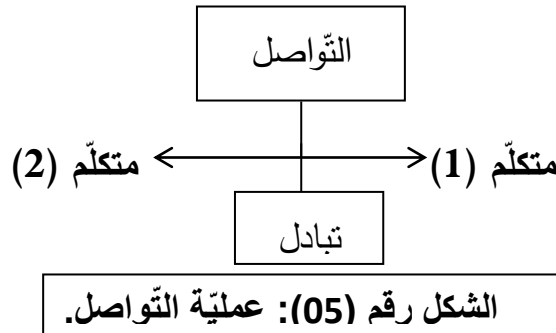 التّواصل
متكلّم (1)
متكلّم (2)
تبادل
الشكل رقم (05): عمليّة التّواصل.